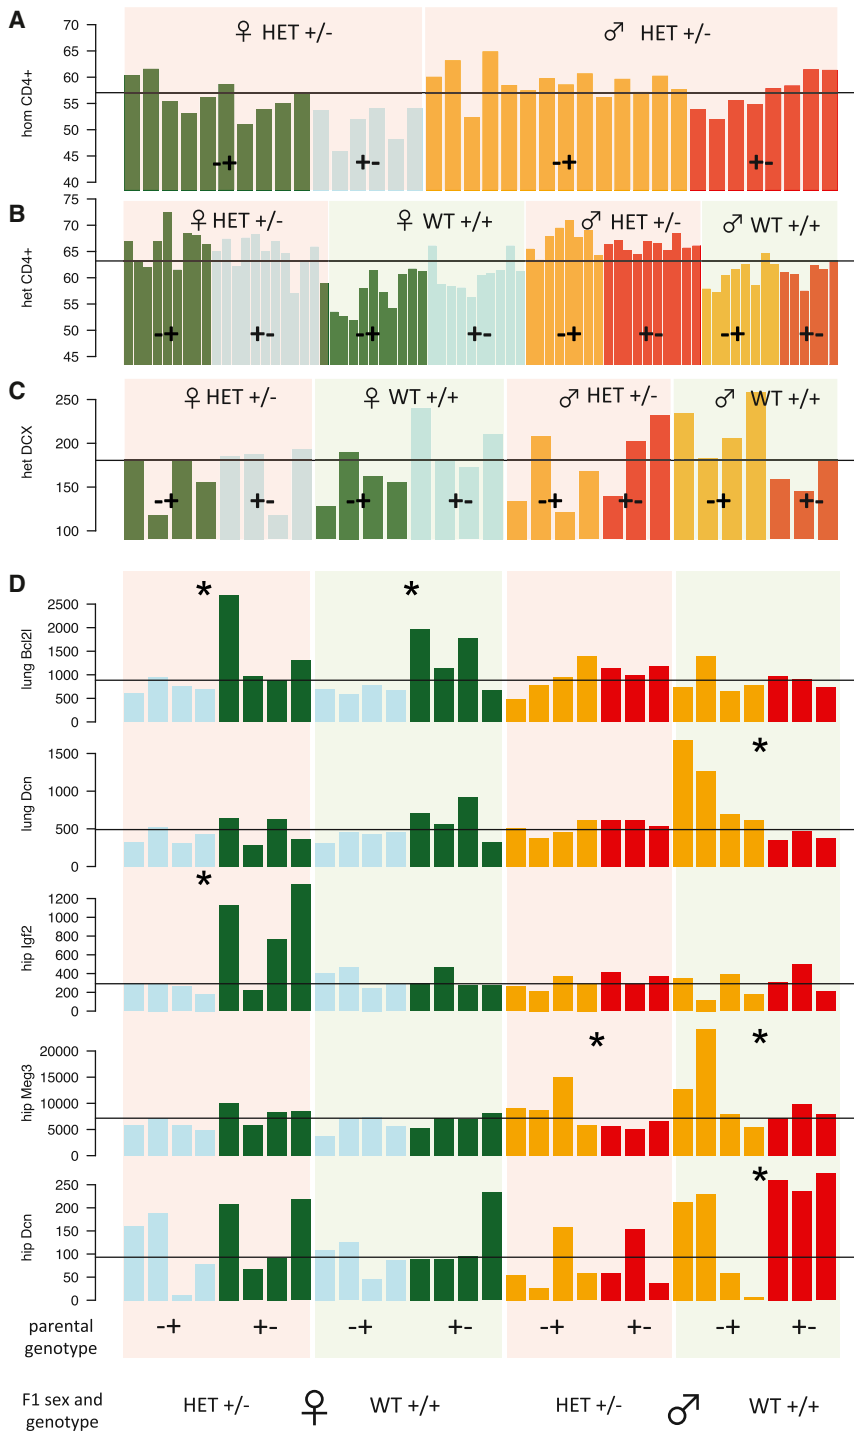 A
♀ HET +/-
♂ HET +/-
hom CD4+
70
65
60
55
50
45
40
-+
+-
-+
+-
B
♀ HET +/-
♀ WT +/+
♂ HET +/-
♂ WT +/+
het CD4+
75
70
65
60
55
50
45
-+
+-
-+
+-
-+
+-
-+
+-
C
♀ HET +/-
♀ WT +/+
♂ HET +/-
♂ WT +/+
het DCX
250
200
150
100
-+
+-
-+
+-
-+
+-
-+
+-
D
* *
lung Bcl2l
2500
2000
1500
1000
500
0
*
lung Dcn
1500
1000
500
0
*
hip Igf2
1200
1000
800
600
400
200
0
* *
hip Meg3
20000
15000
10000
5000
0
*
hip Dcn
250
200
150
100
50
0
parental genotype
-+ +- -+ +- -+ +- -+ +-
F1 sex and genotype
HET +/- ♀ WT +/+ HET +/- ♂ WT +/+